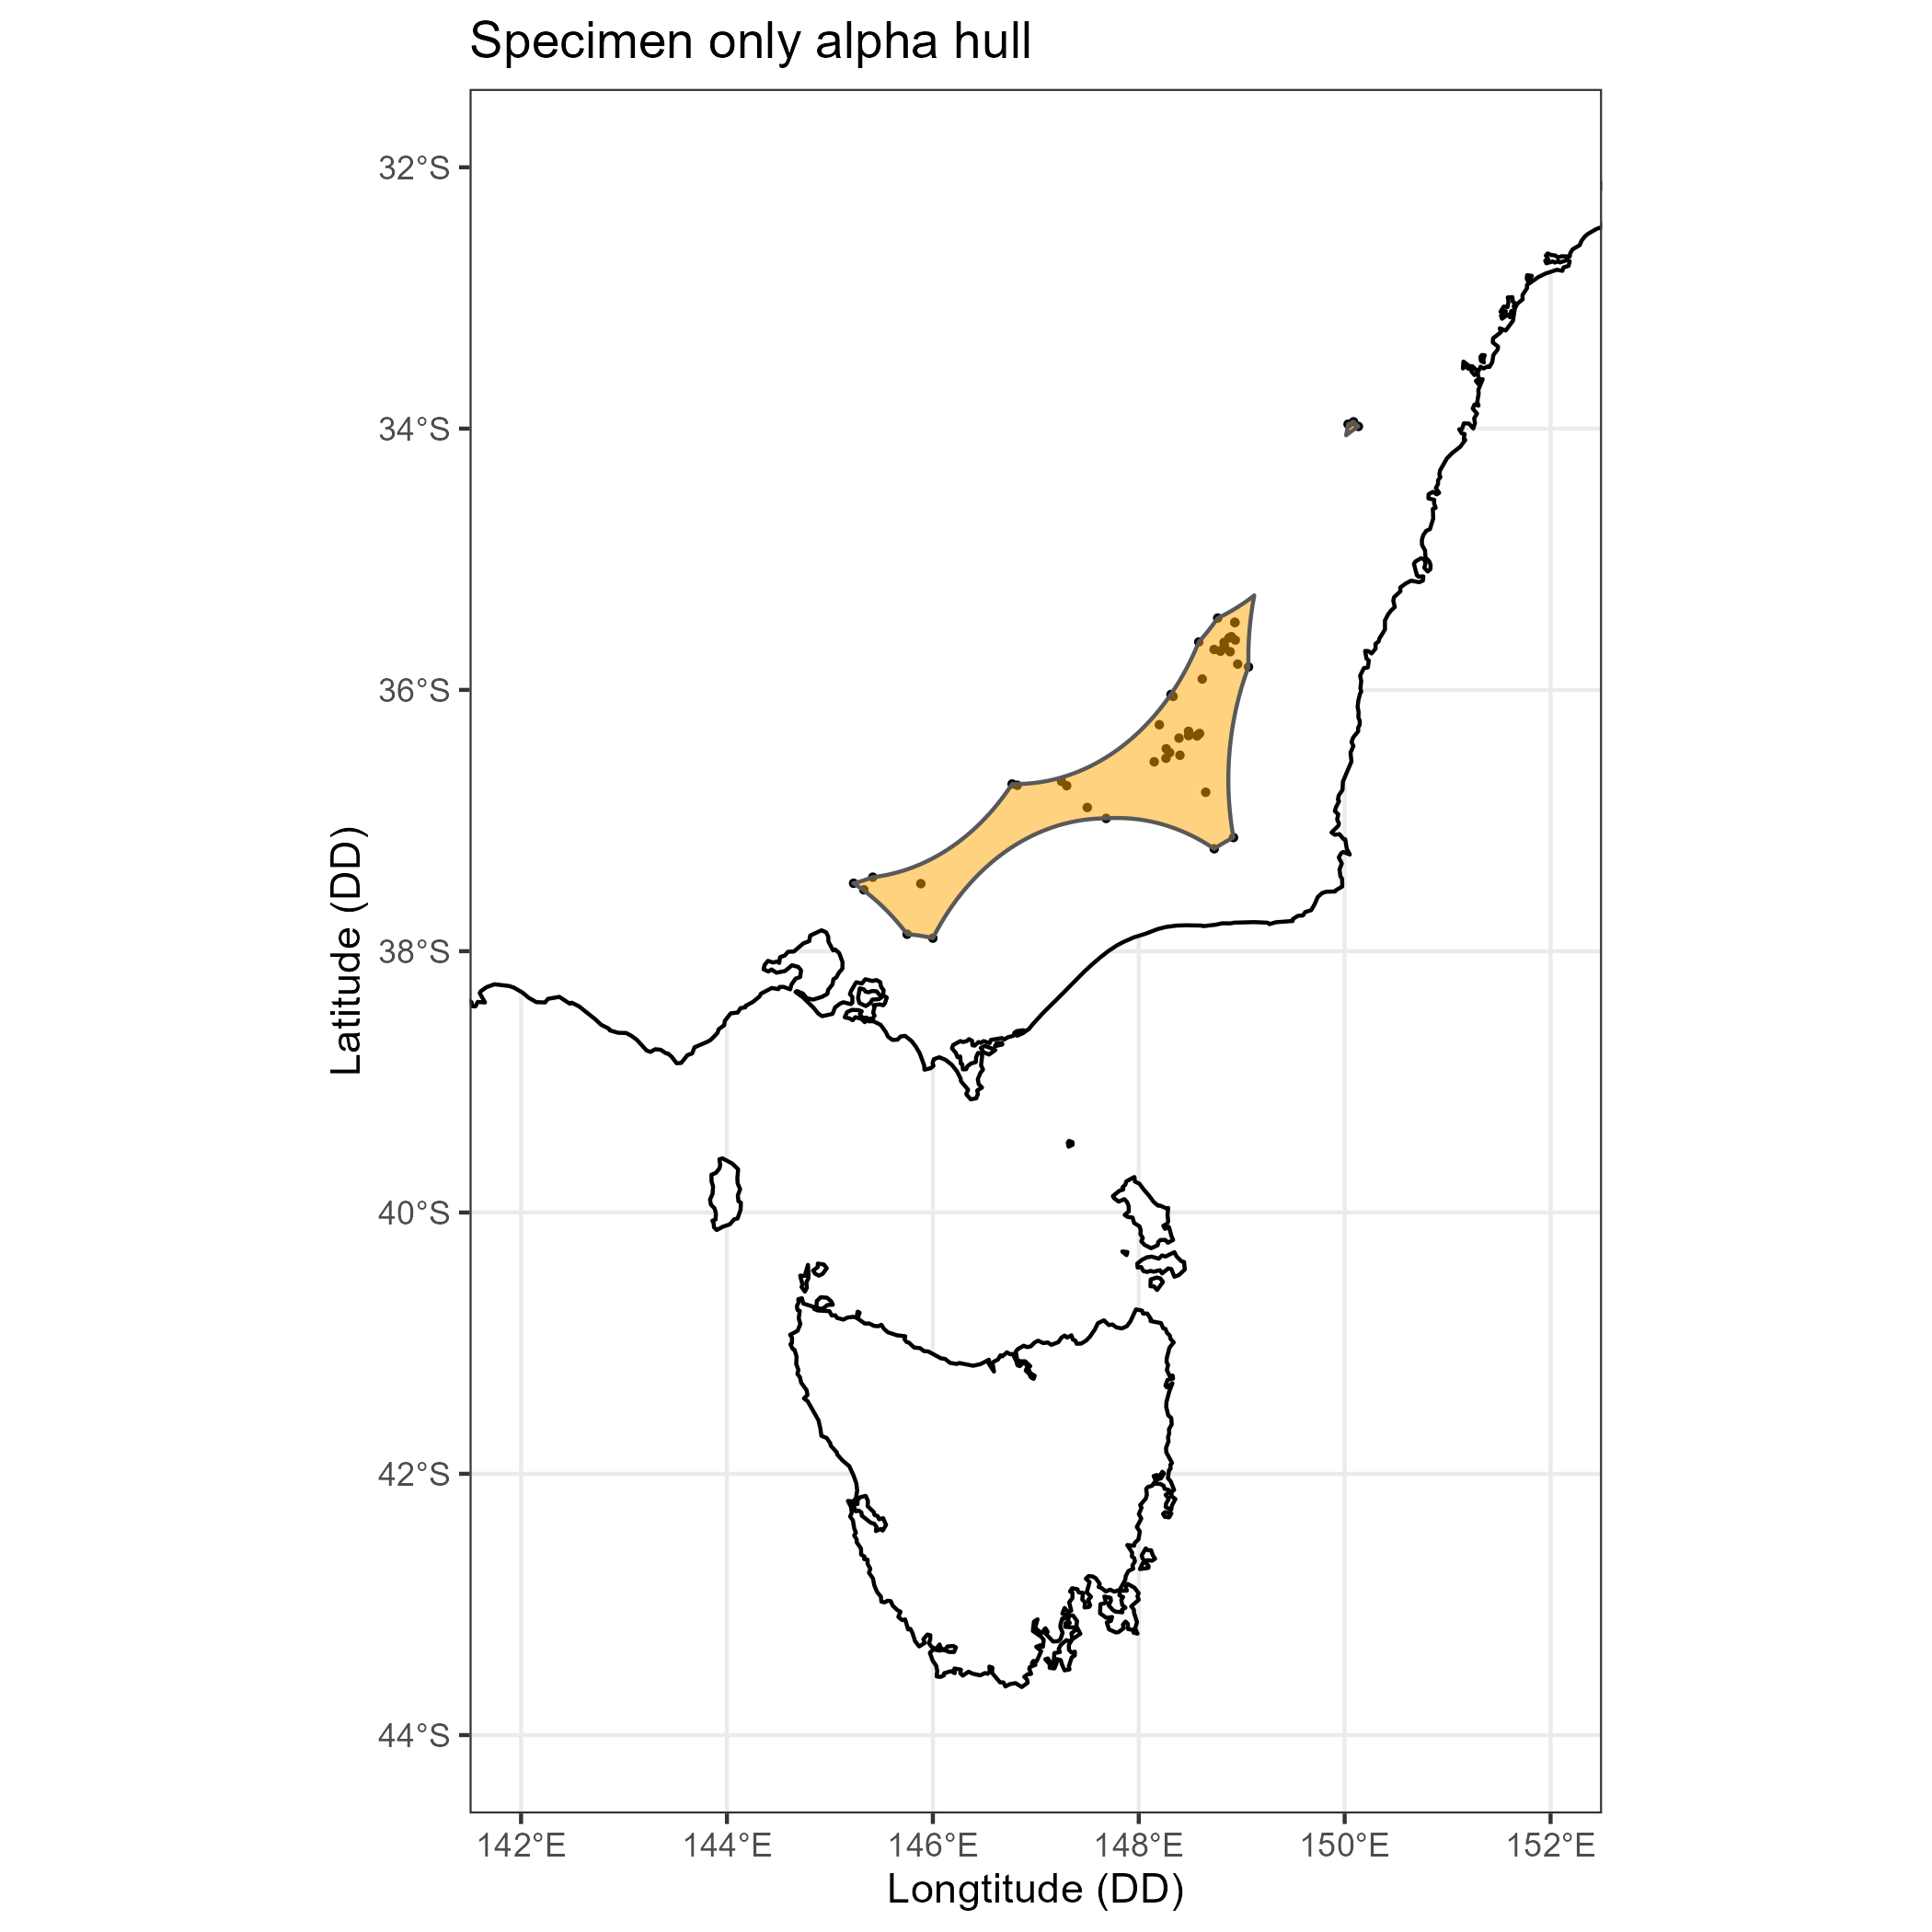 Specimen only alpha hull
32°S
34°S
36°S
38°S
40°S
42°S
44°S
Latitude (DD)
142°E
144°E
146°E
148°E
150°E
152°E
Longtitude (DD)